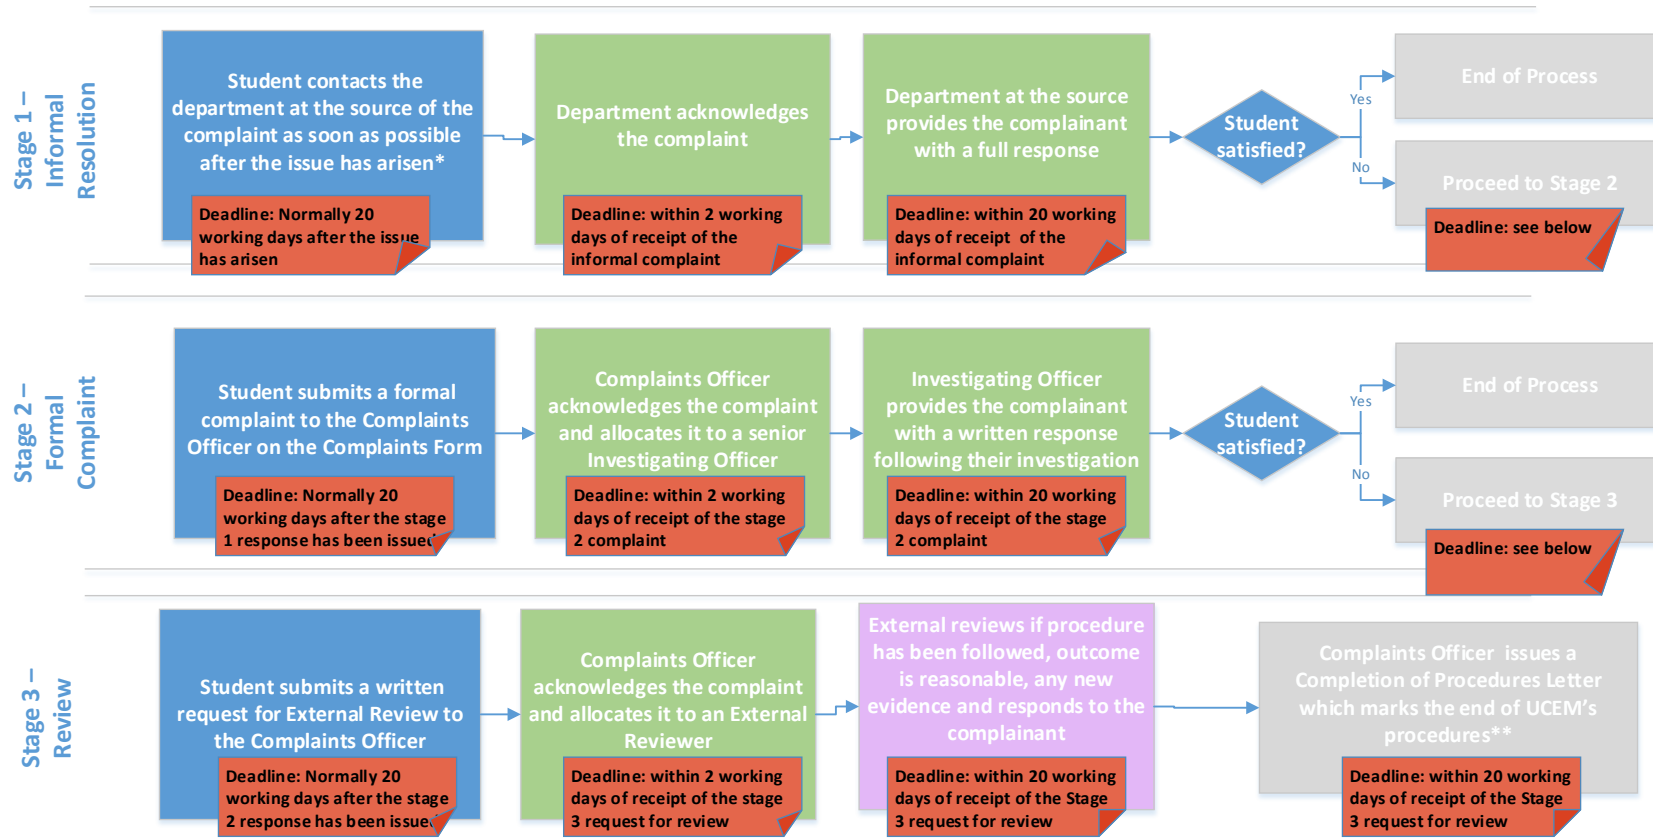 Stage 1 –
Informal
Resolution
Student contacts the
department at the source of the
complaint as soon as possible
after the issue has arisen*
Deadline: Normally 20
working days after the issue
has arisen
Department acknowledges
the complaint
Deadline: within 2 working
days of receipt of the
informal complaint
Department at the source
provides the complainant
with a full response
Deadline: within 20 working
days of receipt of the
informal complaint
Student
satisfied?
Yes
No
End of Process
Proceed to Stage 2
Deadline: see below
Stage 2 –
Formal
Complaint
Student submits a formal
complaint to the Complaints
Officer on the Complaints Form
Deadline: Normally 20
working days after the stage
1 response has been issued
Complaints Officer
acknowledges the complaint
and allocates it to a senior
Investigating Officer
Deadline: within 2 working
days of receipt of the stage
2 complaint
Investigating Officer
provides the complainant
with a written response
following their investigation
Deadline: within 20 working
days of receipt of the stage
2 complaint
Student
satisfied?
Yes
No
End of Process
Proceed to Stage 3
Deadline: see below
Stage 3 –
Review
Student submits a written
request for External Review to
the Complaints Officer
Deadline: Normally 20
working days after the stage
2 response has been issued
Complaints Officer
acknowledges the complaint
and allocates it to an External
Reviewer
Deadline: within 2 working
days of receipt of the stage
3 request for review
External reviews if procedure
has been followed, outcome
is reasonable, any new
evidence and responds to the
complainant
Deadline: within 20 working
days of receipt of the Stage
3 request for review
Complaints Officer issues a
Completion of Procedures Letter
which marks the end of UCEM's
procedures**
Deadline: within 20 working
days of receipt of the Stage
3 request for review